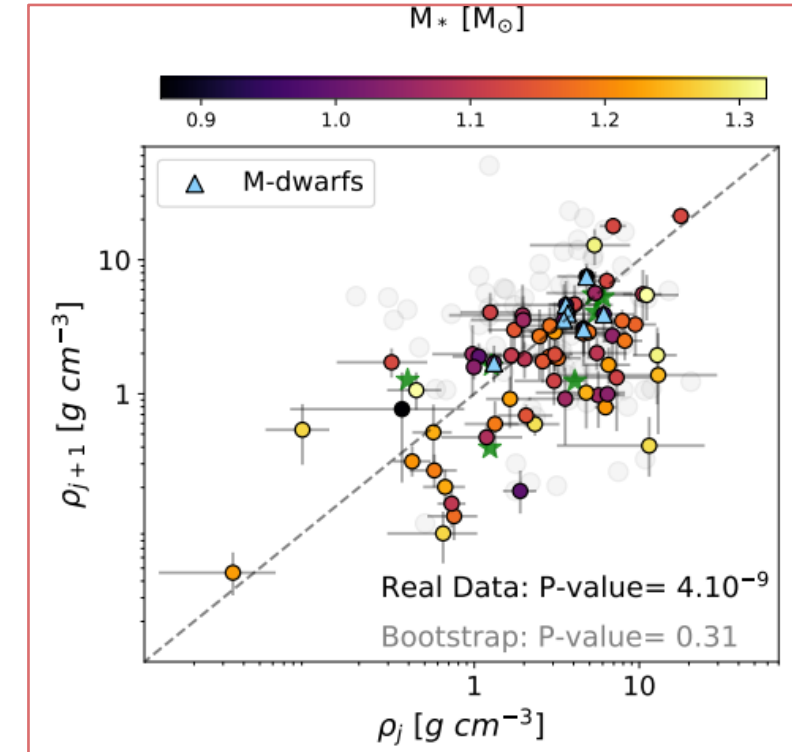 M* [M⊙]
0.9 1.0 1.1 1.2 1.3
M-dwarfs
10
1
ρj+1 [g cm⁻³]
Real Data: P-value= 4.10⁻⁹
Bootstrap: P-value= 0.31
1 10
ρj [g cm⁻³]